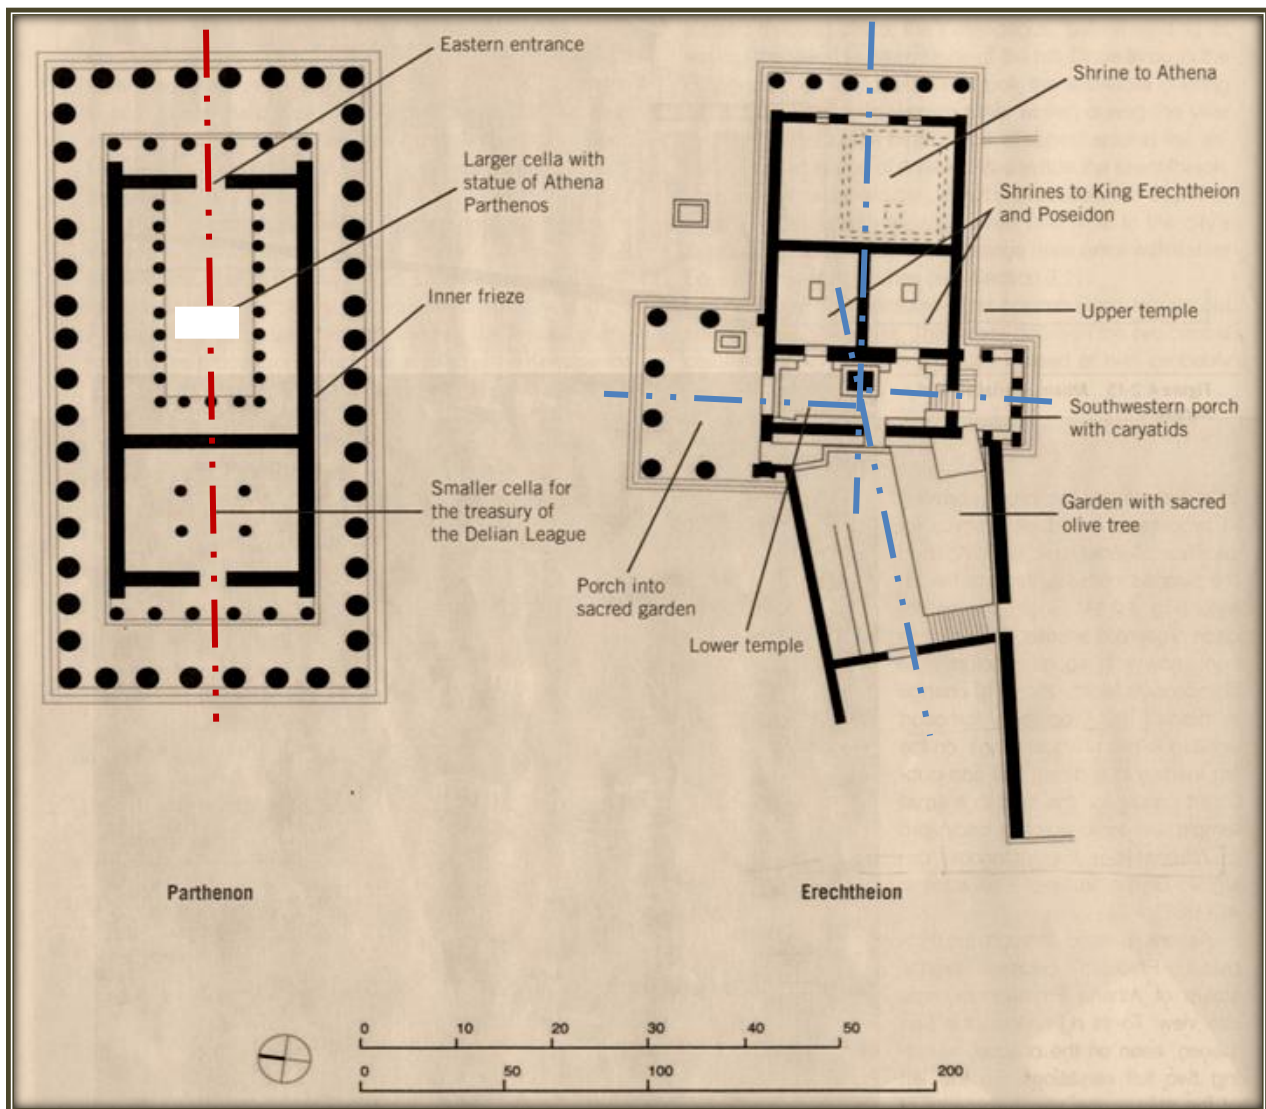 Eastern entrance
Larger cella with
statue of Athena
Parthenos
Inner frieze
Smaller cella for
the treasury of
the Delian League
Shrine to Athena
Shrines to King Erechtheion
and Poseidon
Upper temple
Southwestern porch
with caryatids
Garden with sacred
olive tree
Porch into
sacred garden
Lower temple
Parthenon
Erechtheion
0 10 20 30 40 50
0 50 100 200